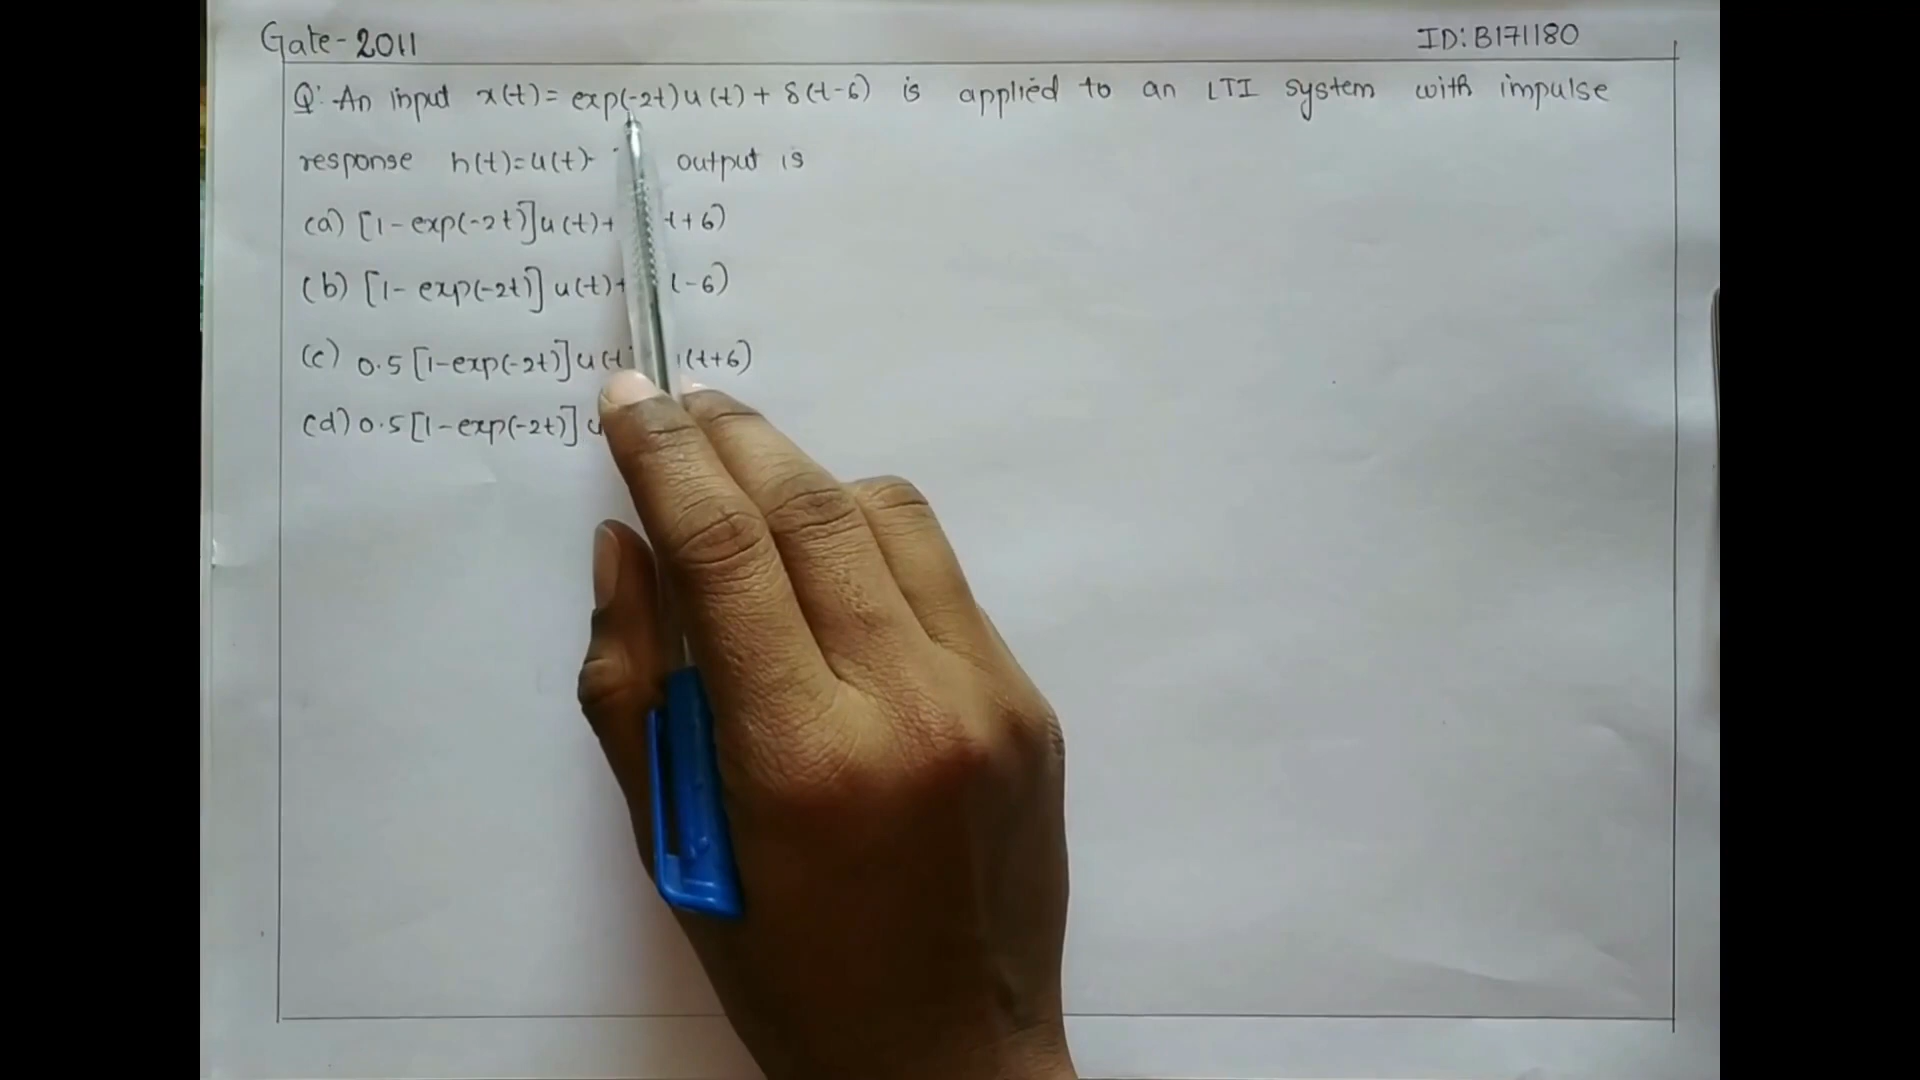 Gate-2011
ID:B171180
Q: An input x(t)= exp(-2t)u(t)+ δ(t-6) is applied to an LTI system with impulse
response h(t)=u(t). output is
(a) [1-exp(-2t)]u(t)+ t+6)
(b) [1- exp(-2t)] u(t)+ (-6)
(c) 0.5 [1-exp(-2t)]u(t (t+6)
(d) 0.5 [1-exp(-2t)] u